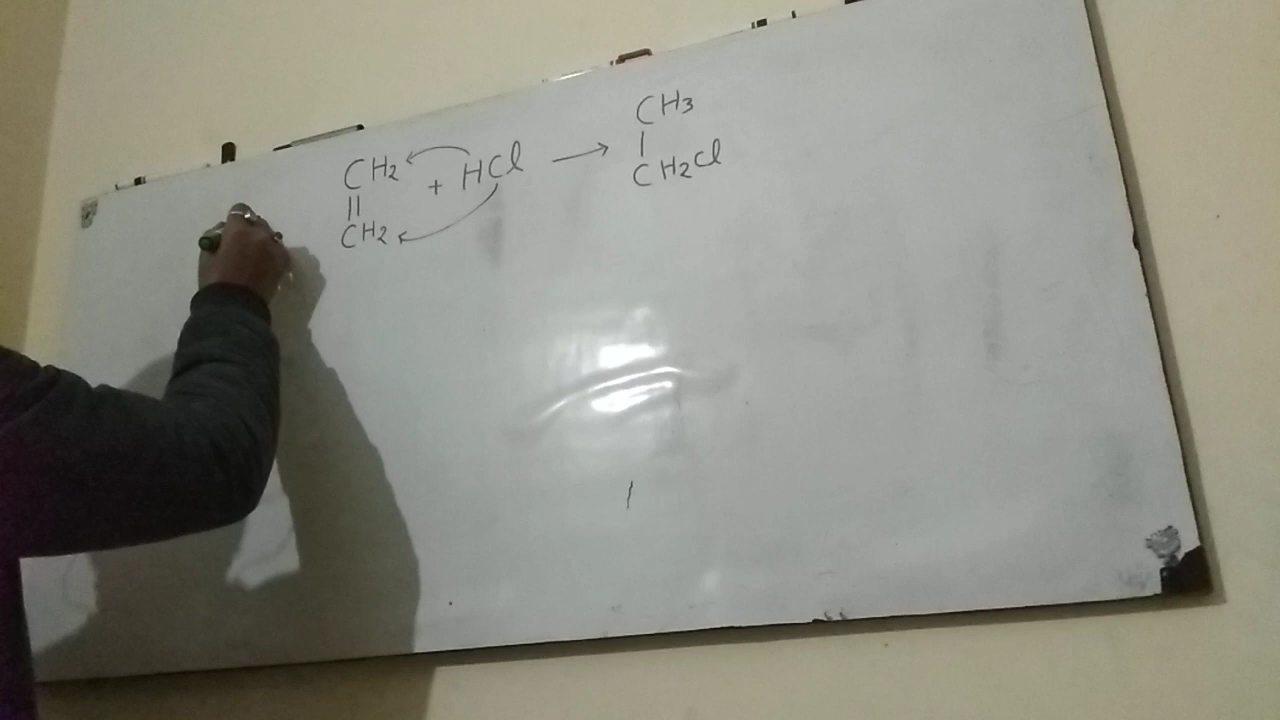 CH2 + HCl → CH3
||   |
CH2   CH2Cl